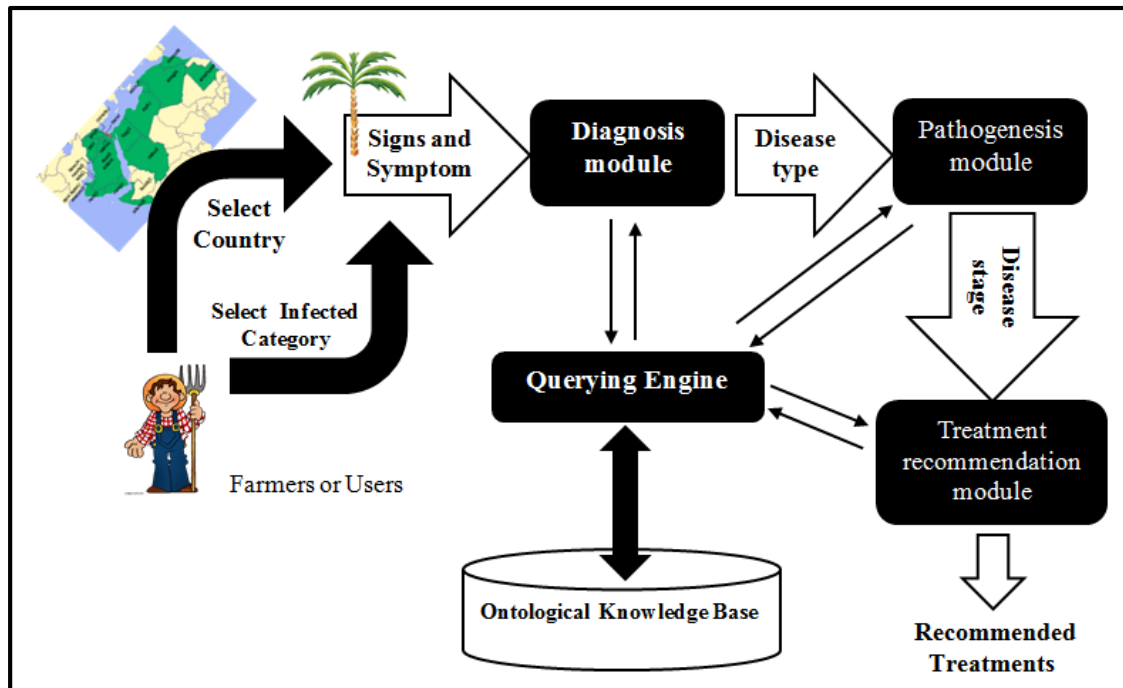 Signs and
Symptom
Diagnosis
module
Disease
type
Pathogenesis
module
Select
Country
Select Infected
Category
Disease
stage
Querying Engine
Treatment
recommendation
module
Farmers or Users
Ontological Knowledge Base
Recommended
Treatments